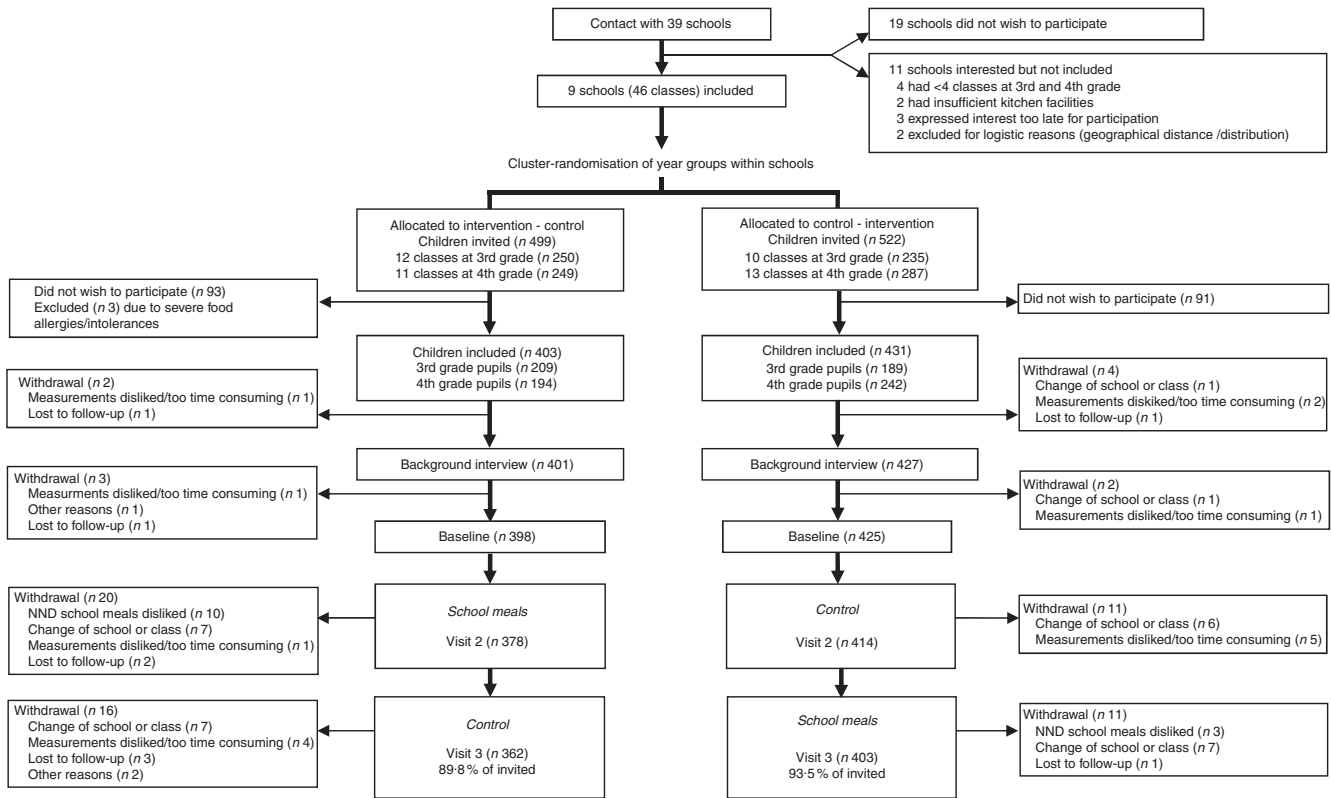 Contact with 39 schools
19 schools did not wish to participate
11 schools interested but not included
4 had <4 classes at 3rd and 4th grade
2 had insufficient kitchen facilities
3 expressed interest too late for participation
2 excluded for logistic reasons (geographical distance /distribution)
9 schools (46 classes) included
Cluster-randomisation of year groups within schools
Allocated to intervention - control
Children invited (n 499)
12 classes at 3rd grade (n 250)
11 classes at 4th grade (n 249)
Allocated to control - intervention
Children invited (n 522)
10 classes at 3rd grade (n 235)
13 classes at 4th grade (n 287)
Did not wish to participate (n 93)
Excluded (n 3) due to severe food
allergies/intolerances
Did not wish to participate (n 91)
Children included (n 403)
3rd grade pupils (n 209)
4th grade pupils (n 194)
Children included (n 431)
3rd grade pupils (n 189)
4th grade pupils (n 242)
Withdrawal (n 2)
Measurements disliked/too time consuming (n 1)
Lost to follow-up (n 1)
Withdrawal (n 4)
Change of school or class (n 1)
Measurements diskiked/too time consuming (n 2)
Lost to follow-up (n 1)
Background interview (n 401)
Background interview (n 427)
Withdrawal (n 3)
Measurments disliked/too time consuming (n 1)
Other reasons (n 1)
Lost to follow-up (n 1)
Withdrawal (n 2)
Change of school or class (n 1)
Measurements disliked/too time consuming (n 1)
Baseline (n 398)
Baseline (n 425)
Withdrawal (n 20)
NND school meals disliked (n 10)
Change of school or class (n 7)
Measurements disliked/too time consuming (n 1)
Lost to follow-up (n 2)
School meals
Visit 2 (n 378)
Control
Visit 2 (n 414)
Withdrawal (n 11)
Change of school or class (n 6)
Measurements disliked/too time consuming (n 5)
Withdrawal (n 16)
Change of school or class (n 7)
Measurements disliked/too time consuming (n 4)
Lost to follow-up (n 3)
Other reasons (n 2)
Control
Visit 3 (n 362)
89·8 % of invited
School meals
Visit 3 (n 403)
93·5 % of invited
Withdrawal (n 11)
NND school meals disliked (n 3)
Change of school or class (n 7)
Lost to follow-up (n 1)